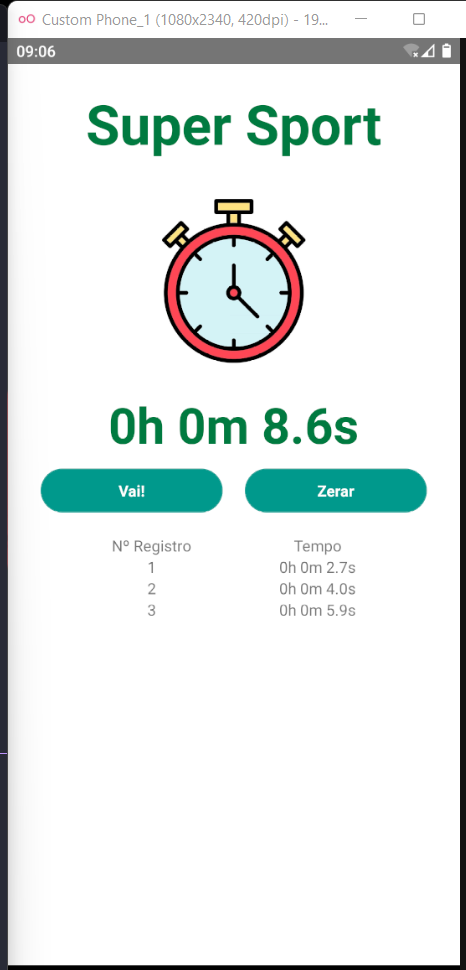 Custom Phone_1 (1080x2340, 420dpi) - 19...
09:06
Super Sport
0h 0m 8.6s
Vai! Zerar
Nº Registro Tempo
1 0h 0m 2.7s
2 0h 0m 4.0s
3 0h 0m 5.9s